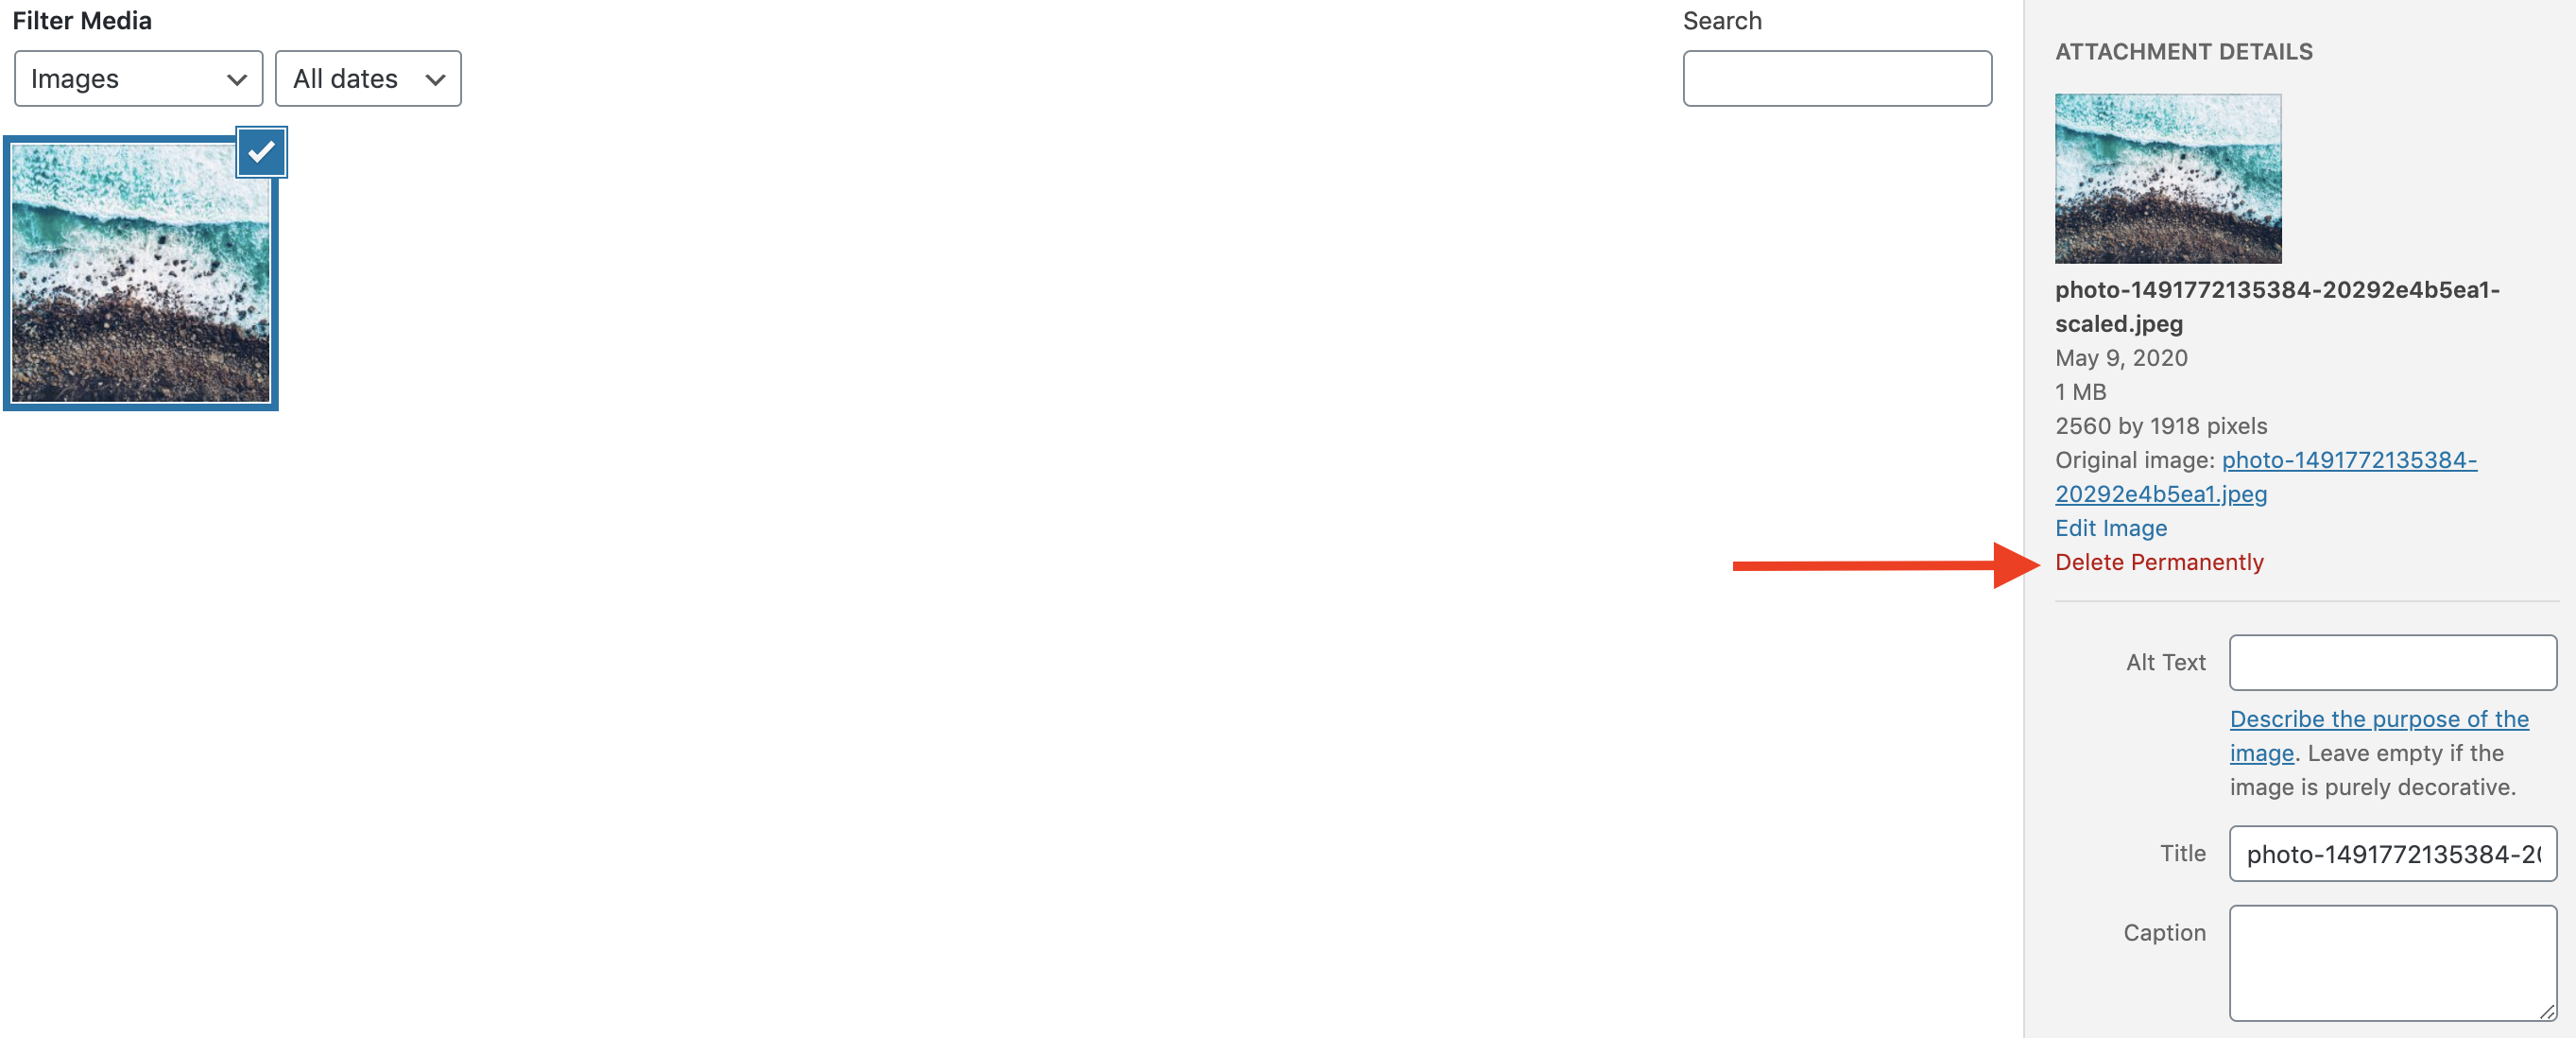 Filter Media
Images
All dates
Search
ATTACHMENT DETAILS
photo-1491772135384-20292e4b5ea1-
scaled.jpeg
May 9, 2020
1 MB
2560 by 1918 pixels
Original image: photo-1491772135384-
20292e4b5ea1.jpeg
Edit Image
Delete Permanently
Alt Text
Describe the purpose of the
image. Leave empty if the
image is purely decorative.
Title
photo-1491772135384-2
Caption